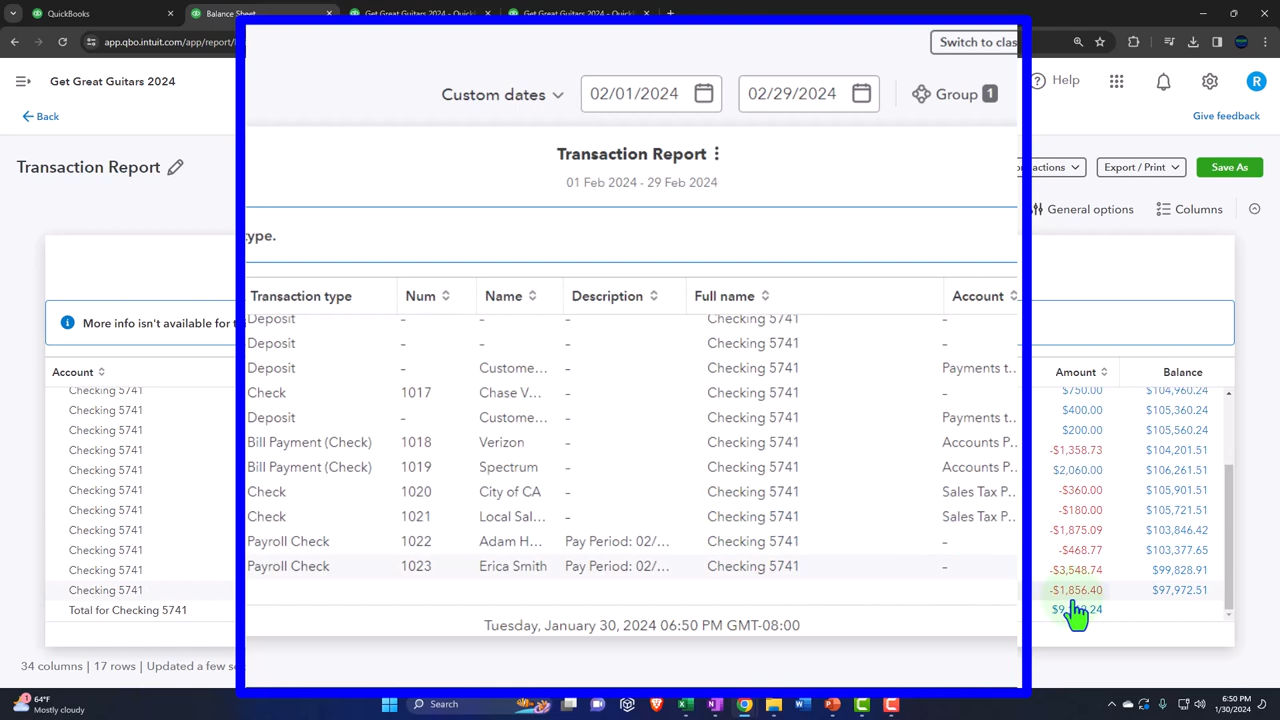 QuickBooks
Balance Sheet
app.qbo.intuit.com/app/report/
Switch to clas
Get Great Guitars 2024
Help
R
Custom dates 02/01/2024 02/29/2024 Group 1
Back
Give feedback
Transaction Report
Export / Print
Save As
Transaction Report
01 Feb 2024 - 29 Feb 2024
General options Columns
type.
More info isn't available for
Transaction type Num Name Description Full name Account
Deposit - - - Checking 5741 -
Deposit - - - Checking 5741 -
Deposit - Custome... - Checking 5741 Payments t..
Check 1017 Chase V... - Checking 5741 -
Deposit - Custome... - Checking 5741 Payments t..
Bill Payment (Check) 1018 Verizon - Checking 5741 Accounts P..
Bill Payment (Check) 1019 Spectrum - Checking 5741 Accounts P..
Check 1020 City of CA - Checking 5741 Sales Tax P..
Check 1021 Local Sal... - Checking 5741 Sales Tax P..
Payroll Check 1022 Adam H... Pay Period: 02/... Checking 5741 -
Payroll Check 1023 Erica Smith Pay Period: 02/... Checking 5741 -
Tuesday, January 30, 2024 06:50 PM GMT-08:00
Account
Checking 5741
Checking 5741
Checking 5741
Checking 5741
Checking 5741
Checking 5741
Checking 5741
Checking 5741
Checking 5741
Checking 5741
Checking 5741
Total for Checking 5741
Amount Balance
$750.00 $104,960.24
$400.00 $105,360.24
$200.00 $105,560.24
-$1,358.73 $104,201.51
$2,060.00 $106,261.51
-$360.00 $105,901.51
-$180.00 $105,721.51
-$1,875.09 $103,846.42
-$468.77 $103,377.65
-$3,548.74 $99,828.91
-$1,856.40 $97,972.51
34 columns | 17 rows | Updated a few se
64°F
Mostly cloudy
Search
6:50 PM
1/30/2024